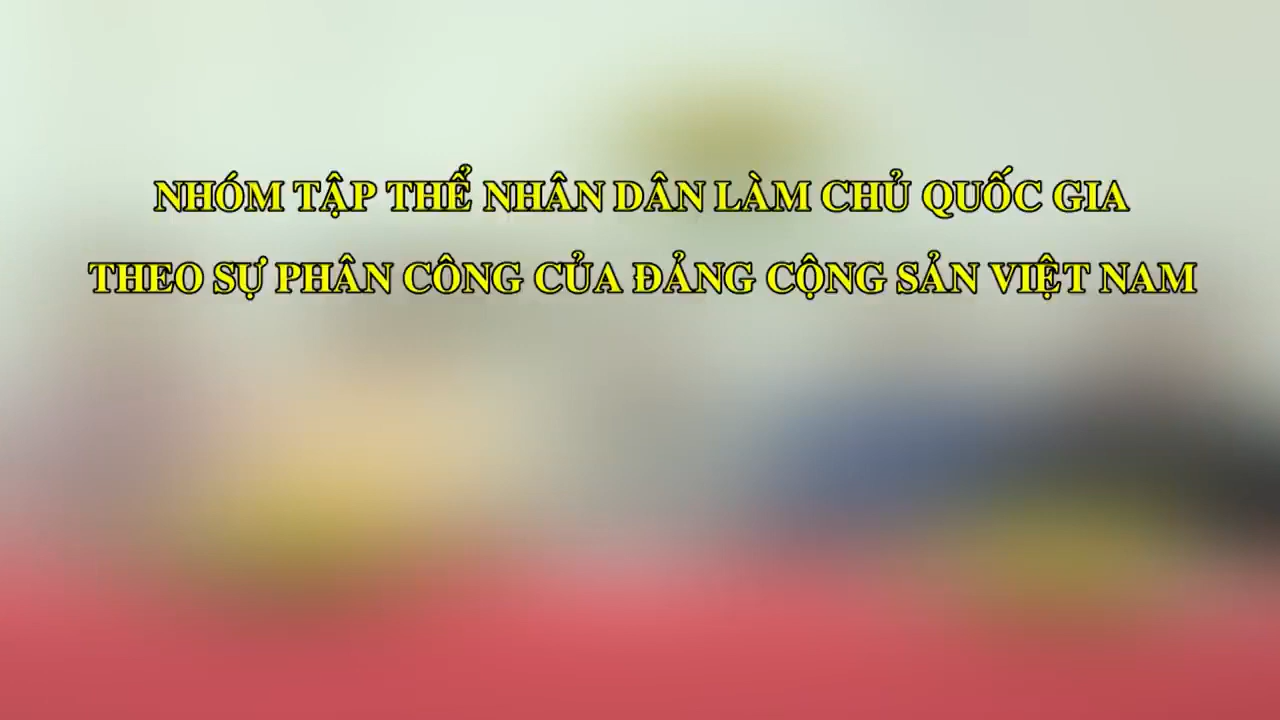 NHÓM TẬP THỂ NHÂN DÂN LÀM CHỦ QUỐC GIA
THEO SỰ PHÂN CÔNG CỦA ĐẢNG CỘNG SẢN VIỆT NAM